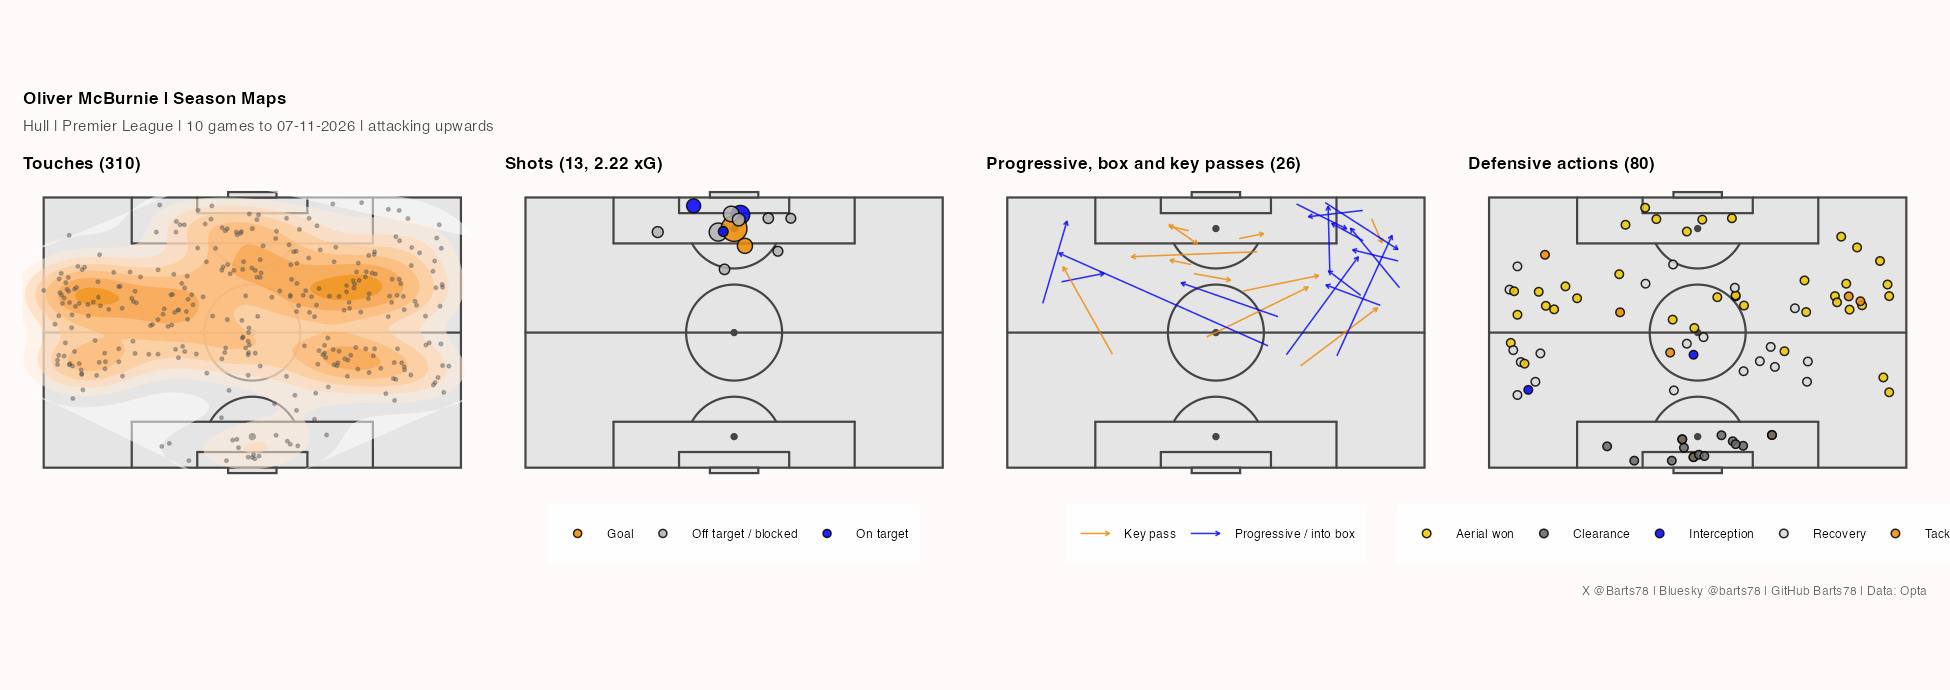 Oliver McBurnie | Season Maps
Hull | Premier League | 10 games to 07-11-2026 | attacking upwards
Touches (310)
Shots (13, 2.22 xG)
Progressive, box and key passes (26)
Defensive actions (80)
Goal
Off target / blocked
On target
Key pass
Progressive / into box
Aerial won
Clearance
Interception
Recovery
Tack
X @Barts78 | Bluesky @barts78 | GitHub Barts78 | Data: Opta